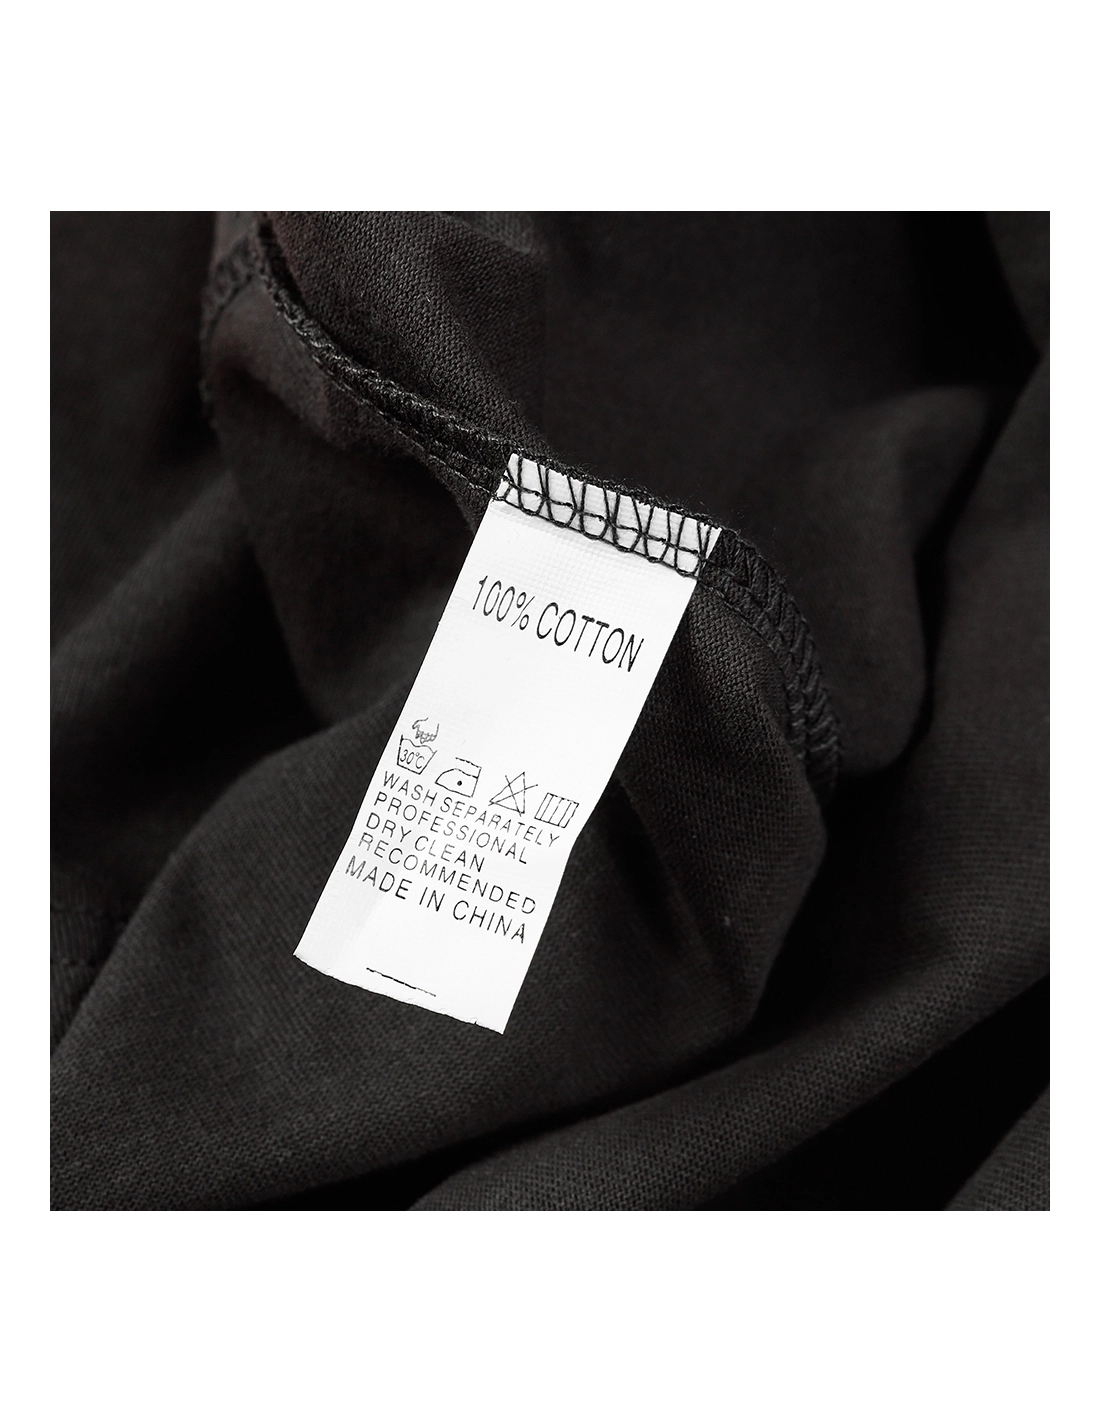 100% COTTON
30°C
WASH SEPARATELY
PROFESSIONAL
DRY CLEAN
RECOMMENDED
MADE IN CHINA